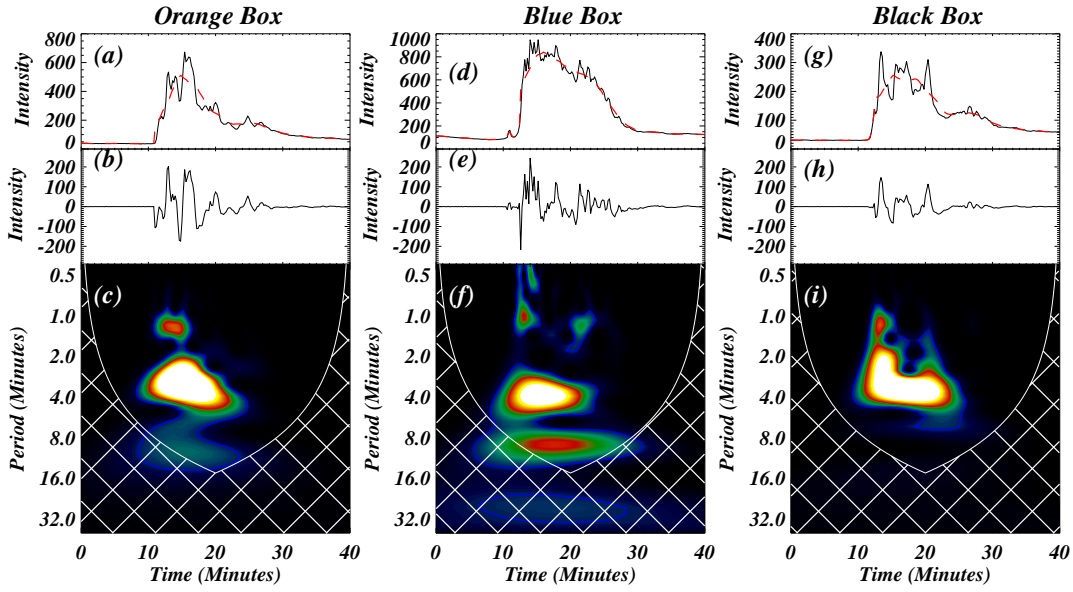 Orange Box Blue Box Black Box
(a) (d) (g)
800 1000 400
600 800 300
400 600 200
200 400 100
0 200 0
0
Intensity Intensity Intensity
(b) (e) (h)
200 200 200
100 100 100
0 0 0
-100 -100 -100
-200 -200 -200
Intensity Intensity Intensity
(c) (f) (i)
0.5 0.5 0.5
1.0 1.0 1.0
2.0 2.0 2.0
4.0 4.0 4.0
8.0 8.0 8.0
16.0 16.0 16.0
32.0 32.0 32.0
Period (Minutes) Period (Minutes) Period (Minutes)
0 10 20 30 40 0 10 20 30 40 0 10 20 30 40
Time (Minutes) Time (Minutes) Time (Minutes)